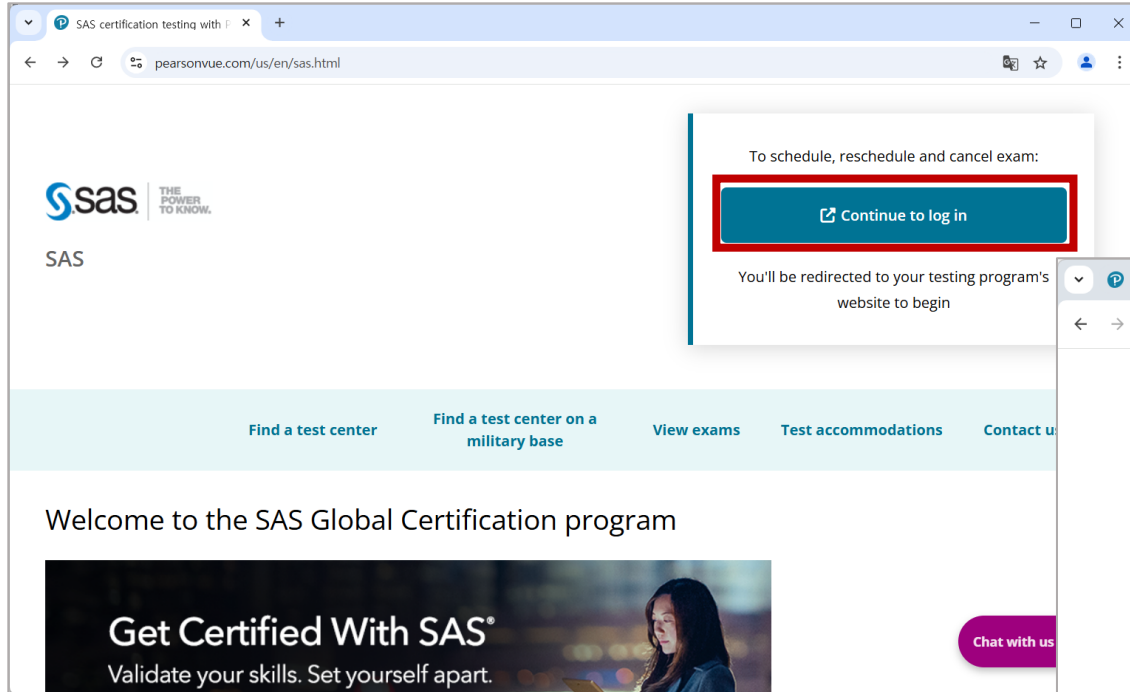 SAS certification testing with P
pearsonvue.com/us/en/sas.html
sas
THE
POWER
TO KNOW.
SAS
To schedule, reschedule and cancel exam:
Continue to log in
You'll be redirected to your testing program's
website to begin
Find a test center
Find a test center on a
military base
View exams
Test accommodations
Contact us
Welcome to the SAS Global Certification program
Get Certified With SAS®
Validate your skills. Set yourself apart.
Chat with us